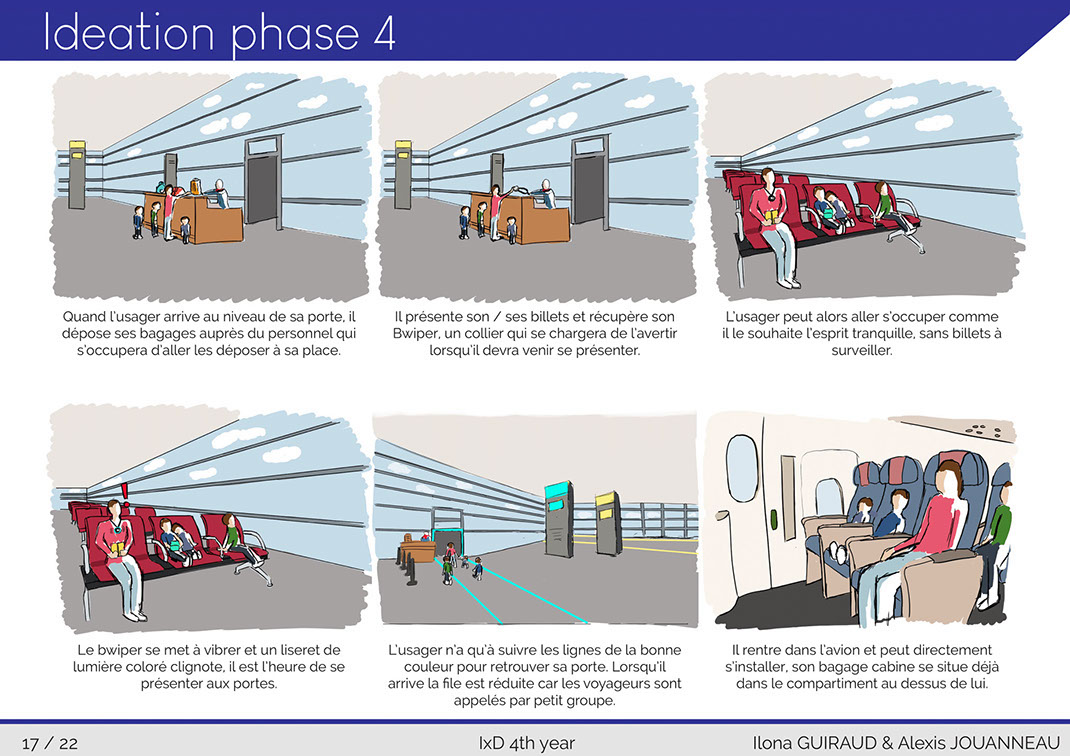 Ideation phase 4
Quand l'usager arrive au niveau de sa porte, il
dépose ses bagages auprès du personnel qui
s'occupera d'aller les déposer à sa place.
Il présente son / ses billets et récupère son
Bwiper, un collier qui se chargera de l'avertir
lorsqu'il devra venir se présenter.
L'usager peut alors aller s'occuper comme
il le souhaite l'esprit tranquille, sans billets à
surveiller.
Le bwiper se met à vibrer et un liseret de
lumière coloré clignote, il est l'heure de se
présenter aux portes.
L'usager n'a qu'à suivre les lignes de la bonne
couleur pour retrouver sa porte. Lorsqu'il
arrive la file est réduite car les voyageurs sont
appelés par petit groupe.
Il rentre dans l'avion et peut directement
s'installer, son bagage cabine se situe déjà
dans le compartiment au dessus de lui.
17 / 22
IxD 4th year
Ilona GUIRAUD & Alexis JOUANNEAU